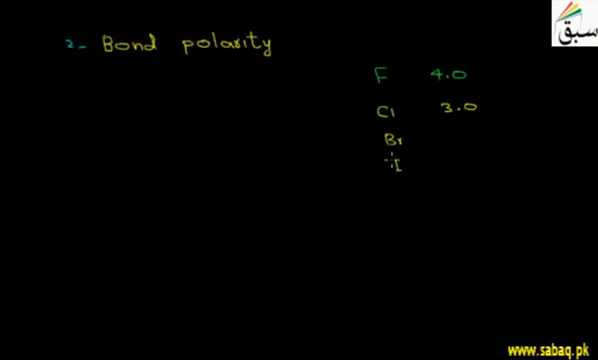 2- Bond polarity
سبق
F 4.0
Cl 3.0
Br
I
www.sabaq.pk